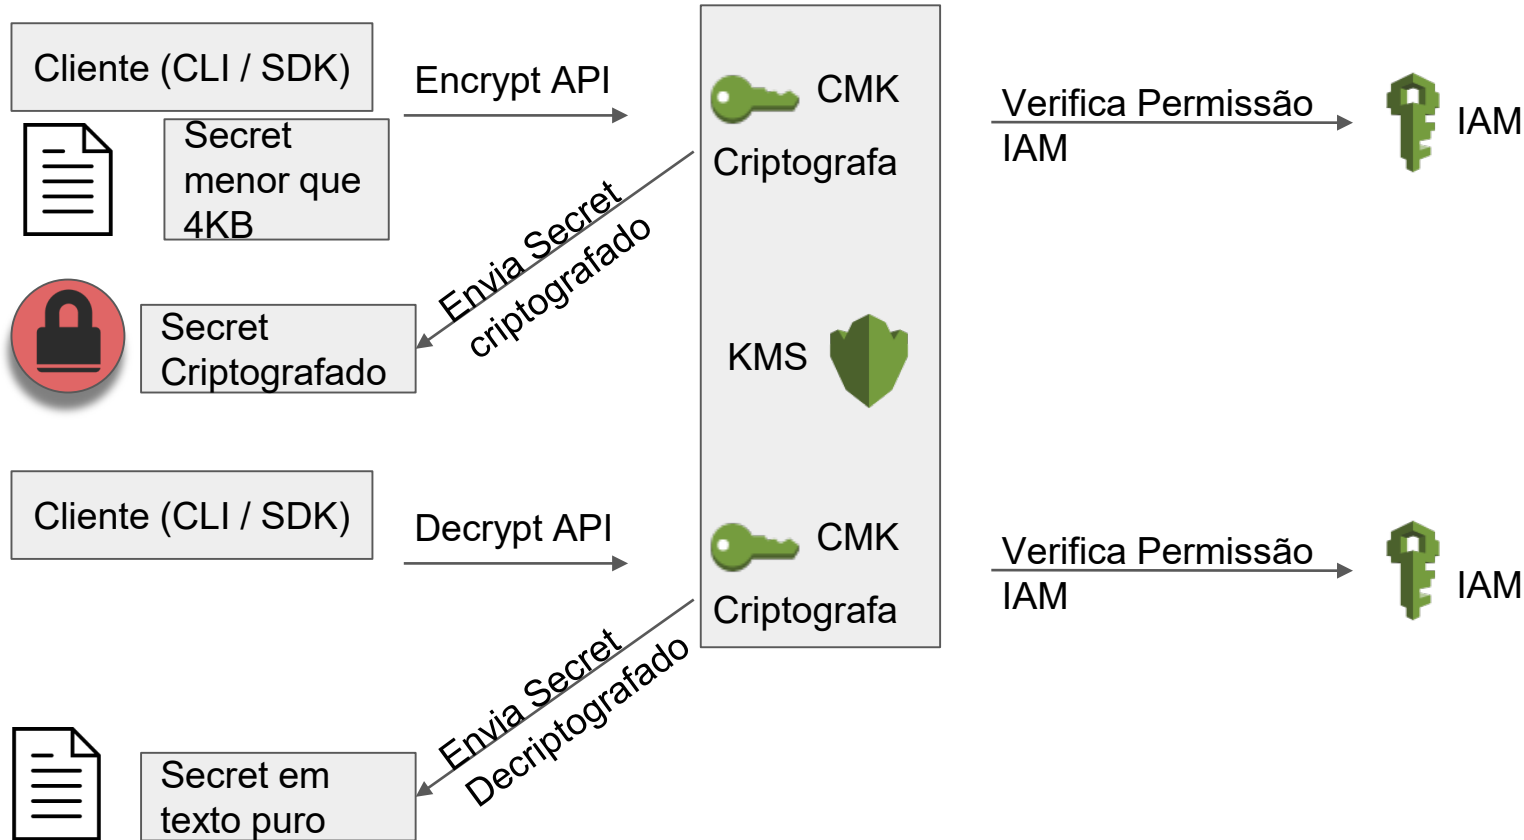 Cliente (CLI / SDK)
Encrypt API
CMK
Criptografa
Verifica Permissão
IAM
IAM
Secret
menor que
4KB
Envia Secret
criptografado
Secret
Criptografado
KMS
Cliente (CLI / SDK)
Decrypt API
CMK
Criptografa
Verifica Permissão
IAM
IAM
Envia Secret
Decriptografado
Secret em
texto puro